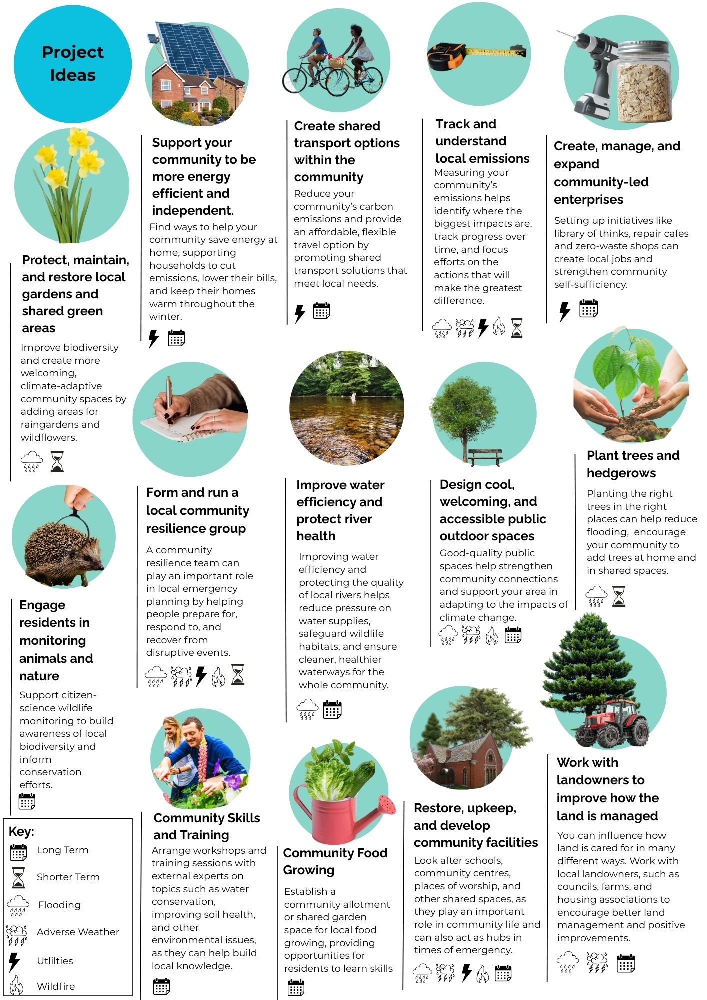 Project
Ideas
Protect, maintain,
and restore local
gardens and
shared green
areas
Improve biodiversity
and create more
welcoming,
climate-adaptive
community spaces by
adding areas for
raingardens and
wildflowers.
Support your
community to be
more energy
efficient and
independent.
Find ways to help your
community save energy at
home, supporting
households to cut
emissions, lower their bills,
and keep their homes
warm throughout the
winter.
Create shared
transport options
within the
community
Reduce your
community's carbon
emissions and provide
an affordable, flexible
travel option by
promoting shared
transport solutions that
meet local needs.
Track and
understand
local emissions
Measuring your
community's
emissions helps
identify where the
biggest impacts are,
track progress over
time, and focus
efforts on the
actions that will
make the greatest
difference.
Create, manage, and
expand
community-led
enterprises
Setting up initiatives like
library of thinks, repair cafes
and zero-waste shops can
create local jobs and
strengthen community
self-sufficiency.
Engage
residents in
monitoring
animals and
nature
Support citizen-
science wildlife
monitoring to build
awareness of local
biodiversity and
inform
conservation
efforts.
Form and run a
local community
resilience group
A community
resilience team can
play an important role
in local emergency
planning by helping
people prepare for,
respond to, and
recover from
disruptive events.
Improve water
efficiency and
protect river
health
Improving water
efficiency and
protecting the quality
of local rivers helps
reduce pressure on
water supplies,
safeguard wildlife
habitats, and ensure
cleaner, healthier
waterways for the
whole community.
Design cool,
welcoming, and
accessible public
outdoor spaces
Good-quality public
spaces help strengthen
community connections
and support your area in
adapting to the impacts of
climate change.
Plant trees and
hedgerows
Planting the right
trees in the right
places can help reduce
flooding, encourage
your community to
add trees at home and
in shared spaces.
Key:
Long Term
Shorter Term
Flooding
Adverse Weather
Utlilties
Wildfire
Community Skills
and Training
Arrange workshops and
training sessions with
external experts on
topics such as water
conservation,
improving soil health,
and other
environmental issues,
as they can help build
local knowledge.
Community Food
Growing
Establish a
community allotment
or shared garden
space for local food
growing, providing
opportunities for
residents to learn skills
Restore, upkeep,
and develop
community facilities
Look after schools,
community centres,
places of worship, and
other shared spaces, as
they play an important
role in community life and
can also act as hubs in
times of emergency.
Work with
landowners to
improve how the
land is managed
You can influence how
land is cared for in many
different ways. Work with
local landowners, such as
councils, farms, and
housing associations to
encourage better land
management and positive
improvements.